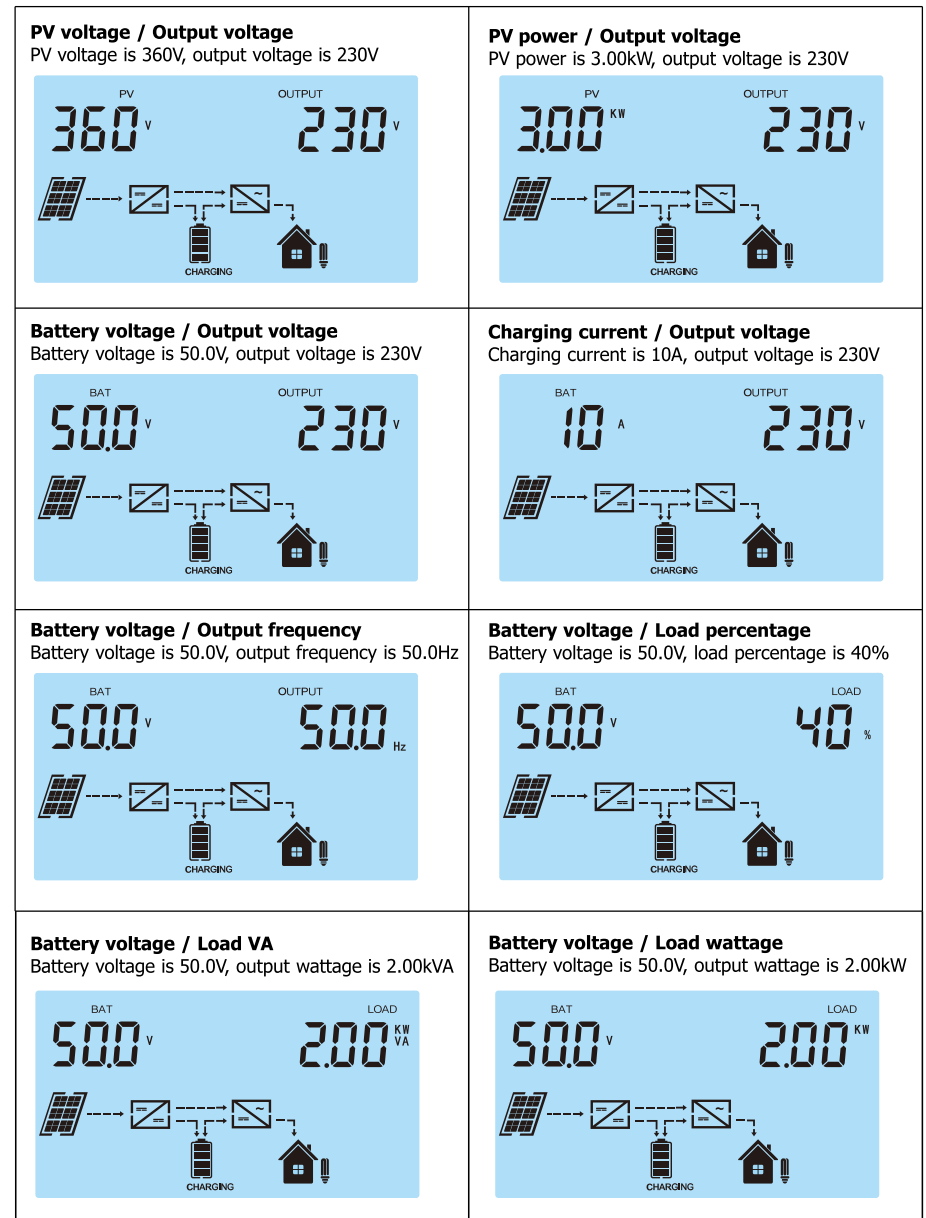 PV voltage / Output voltage
PV voltage is 360V, output voltage is 230V
PV
OUTPUT
360 V
230 V
CHARGING
PV power / Output voltage
PV power is 3.00kW, output voltage is 230V
PV
OUTPUT
3.00 KW
230 V
CHARGING
Battery voltage / Output voltage
Battery voltage is 50.0V, output voltage is 230V
BAT
OUTPUT
50.0 V
230 V
CHARGING
Charging current / Output voltage
Charging current is 10A, output voltage is 230V
BAT
OUTPUT
10 A
230 V
CHARGING
Battery voltage / Output frequency
Battery voltage is 50.0V, output frequency is 50.0Hz
BAT
OUTPUT
50.0 V
50.0 Hz
CHARGING
Battery voltage / Load percentage
Battery voltage is 50.0V, load percentage is 40%
BAT
LOAD
50.0 V
40 %
CHARGING
Battery voltage / Load VA
Battery voltage is 50.0V, output wattage is 2.00kVA
BAT
LOAD
50.0 V
2.00 KW
VA
CHARGING
Battery voltage / Load wattage
Battery voltage is 50.0V, output wattage is 2.00kW
BAT
LOAD
50.0 V
2.00 KW
CHARGING